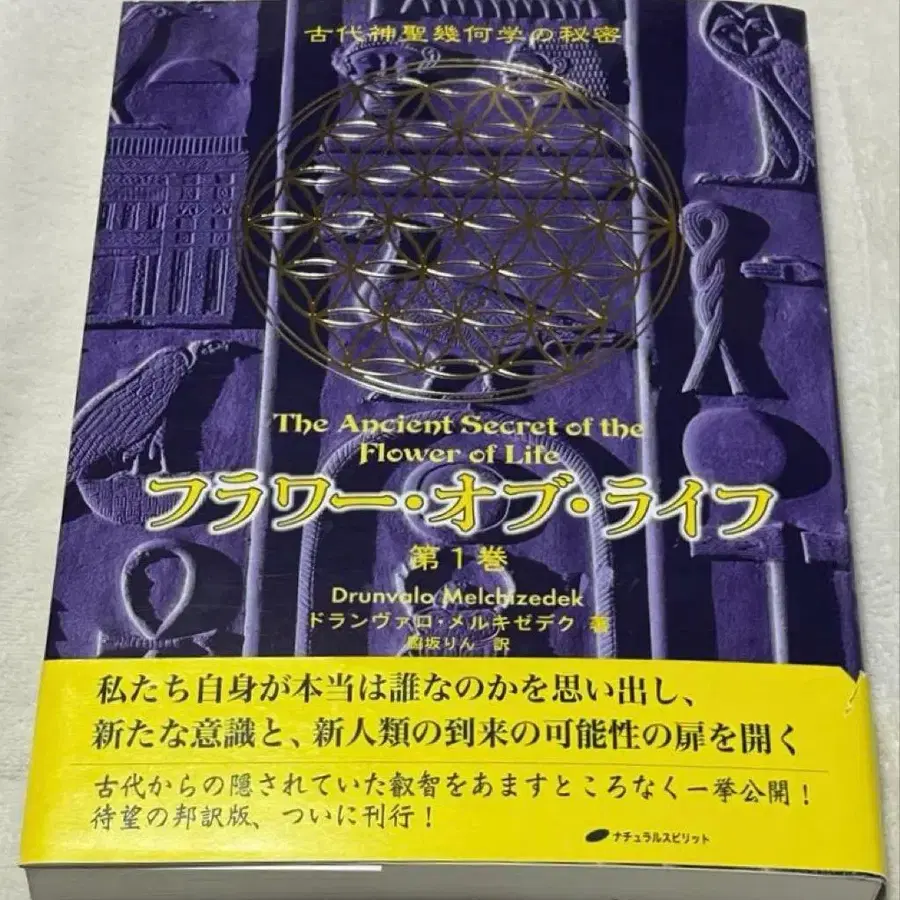 古代神聖幾何学の秘密
The Ancient Secret of the
Flower of Life
フラワー・オブ・ライフ
第1巻
Drunvalo Melchizedek
ドランヴァロ・メルキゼデク 著
脇坂りん 訳
私たち自身が本当は誰なのかを思い出し、
新たな意識と、新人類の到来の可能性の扉を開く
古代からの隠されていた叡智をあますところなく一挙公開！
待望の邦訳版、ついに刊行！
ナチュラルスピリット